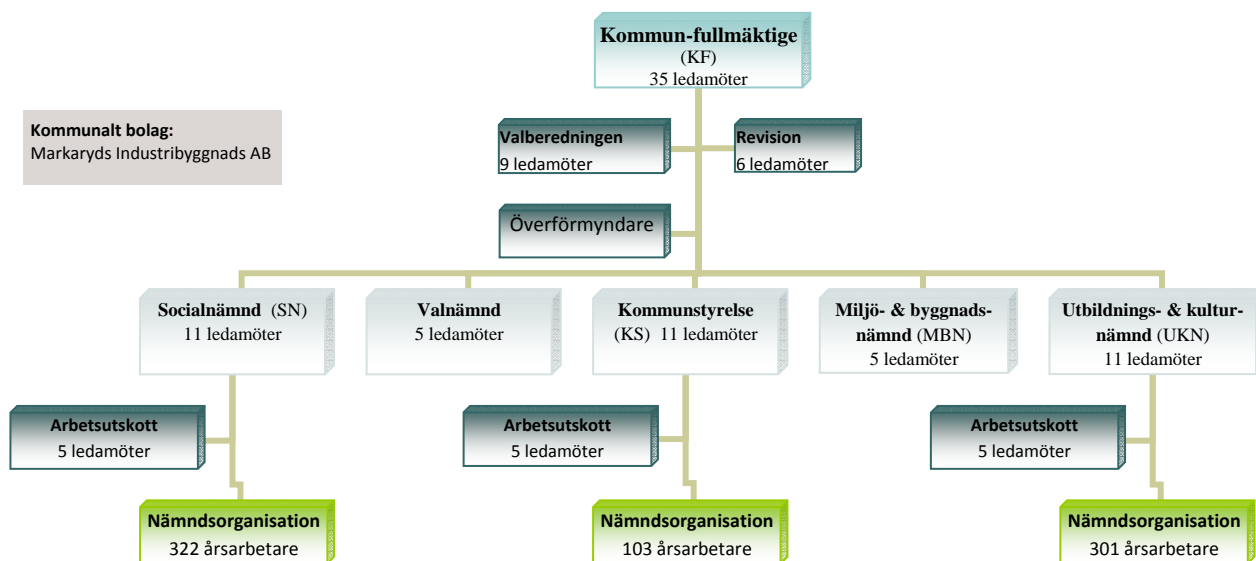 Kommun-fullmäktige
(KF)
35 ledamöter
Kommunalt bolag:
Markaryds Industribyggnads AB
Valberedningen
9 ledamöter
Revision
6 ledamöter
Överförmyndare
Socialnämnd (SN)
11 ledamöter
Valnämnd
5 ledamöter
Kommunstyrelse
(KS) 11 ledamöter
Miljö- & byggnads-
nämnd (MBN)
5 ledamöter
Utbildnings- & kultur-
nämnd (UKN)
11 ledamöter
Arbetsutskott
5 ledamöter
Arbetsutskott
5 ledamöter
Arbetsutskott
5 ledamöter
Nämndsorganisation
322 årsarbetare
Nämndsorganisation
103 årsarbetare
Nämndsorganisation
301 årsarbetare